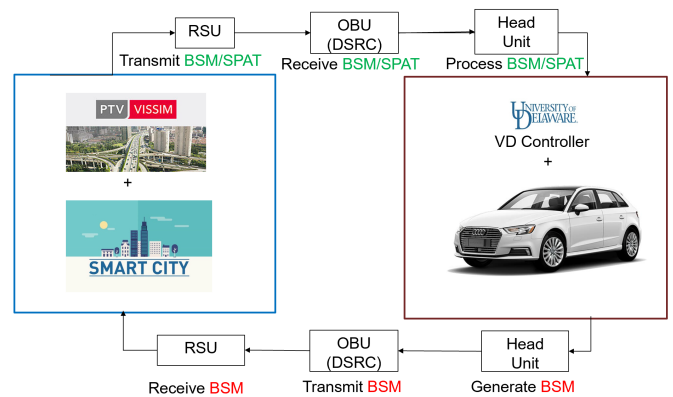 RSU
OBU
(DSRC)
Head
Unit
Transmit BSM/SPAT
Receive BSM/SPAT
Process BSM/SPAT
PTV VISSIM
+
SMART CITY
UNIVERSITY OF
DELAWARE.
VD Controller
+
RSU
OBU
(DSRC)
Head
Unit
Receive BSM
Transmit BSM
Generate BSM